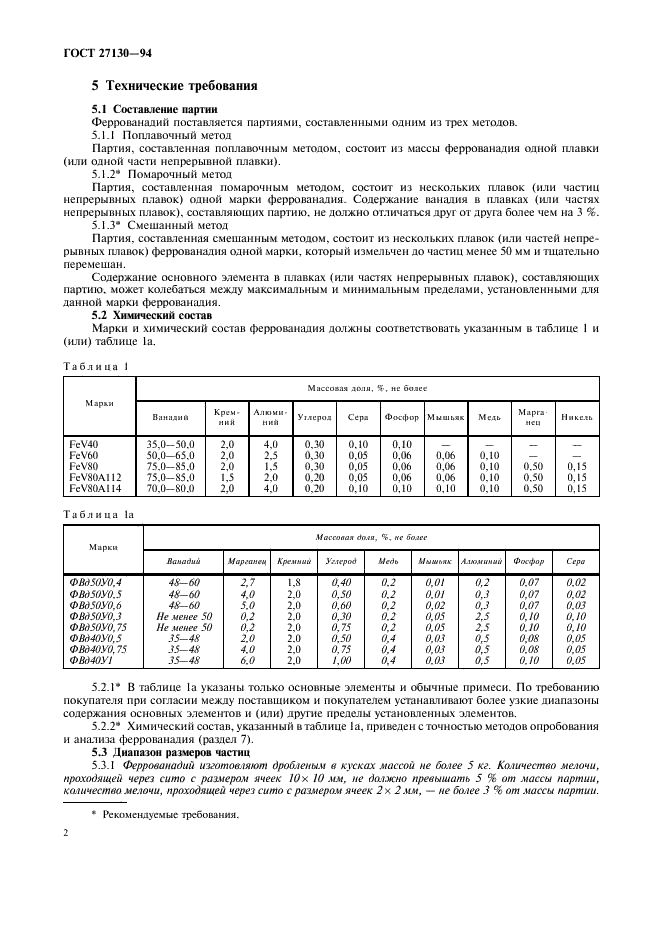 ГОСТ 27130—94
5 Технические требования
5.1 Составление партии
Феррованадий поставляется партиями, составленными одним из трех методов.
5.1.1 Поплавочный метод
Партия, составленная поплавочным методом, состоит из массы феррованадия одной плавки
(или одной части непрерывной плавки).
5.1.2* Помарочный метод
Партия, составленная помарочным методом, состоит из нескольких плавок (или частиц
непрерывных плавок) одной марки феррованадия. Содержание ванадия в плавках (или частях
непрерывных плавок), составляющих партию, не должно отличаться друг от друга более чем на 3 %.
5.1.3* Смешанный метод
Партия, составленная смешанным методом, состоит из нескольких плавок (или частей непре-
рывных плавок) феррованадия одной марки, который измельчен до частиц менее 50 мм и тщательно
перемешан.
Содержание основного элемента в плавках (или частях непрерывных плавок), составляющих
партию, может колебаться между максимальным и минимальным пределами, установленными для
данной марки феррованадия.
5.2 Химический состав
Марки и химический состав феррованадия должны соответствовать указанным в таблице 1 и
(или) таблице 1а.
Таблица 1
Марки Массовая доля, %, не более
Ванадий Крем-ний Алюми-ний Углерод Сера Фосфор Мышьяк Медь Марга-нец Никель
FeV40 35,0—50,0 2,0 4,0 0,30 0,10 0,10 — — — —
FeV60 50,0—65,0 2,0 2,5 0,30 0,05 0,06 0,06 0,10 — —
FeV80 75,0—85,0 2,0 1,5 0,30 0,05 0,06 0,06 0,10 0,50 0,15
FeV80A112 75,0—85,0 1,5 2,0 0,20 0,05 0,06 0,06 0,10 0,50 0,15
FeV80A114 70,0—80,0 2,0 4,0 0,20 0,10 0,10 0,10 0,10 0,50 0,15
Таблица 1а
Марки Массовая доля, %, не более
Ванадий Марганец Кремний Углерод Медь Мышьяк Алюминий Фосфор Сера
ФВд50У0,4 48—60 2,7 1,8 0,40 0,2 0,01 0,2 0,07 0,02
ФВд50У0,5 48—60 4,0 2,0 0,50 0,2 0,01 0,3 0,07 0,02
ФВд50У0,6 48—60 5,0 2,0 0,60 0,2 0,02 0,3 0,07 0,03
ФВд50У0,3 Не менее 50 0,2 2,0 0,30 0,2 0,05 2,5 0,10 0,10
ФВд50У0,75 Не менее 50 0,2 2,0 0,75 0,2 0,05 2,5 0,10 0,10
ФВд40У0,5 35—48 2,0 2,0 0,50 0,4 0,03 0,5 0,08 0,05
ФВд40У0,75 35—48 4,0 2,0 0,75 0,4 0,03 0,5 0,08 0,05
ФВд40У1 35—48 6,0 2,0 1,00 0,4 0,03 0,5 0,10 0,05
5.2.1* В таблице 1а указаны только основные элементы и обычные примеси. По требованию
покупателя при согласии между поставщиком и покупателем устанавливают более узкие диапазоны
содержания основных элементов и (или) другие пределы установленных элементов.
5.2.2* Химический состав, указанный в таблице 1а, приведен с точностью методов опробования
и анализа феррованадия (раздел 7).
5.3 Диапазон размеров частиц
5.3.1 Феррованадий изготовляют дробленым в кусках массой не более 5 кг. Количество мелочи,
проходящей через сито с размером ячеек 10×10 мм, не должно превышать 5 % от массы партии,
количество мелочи, проходящей через сито с размером ячеек 2×2 мм, — не более 3 % от массы партии.
* Рекомендуемые требования.
2